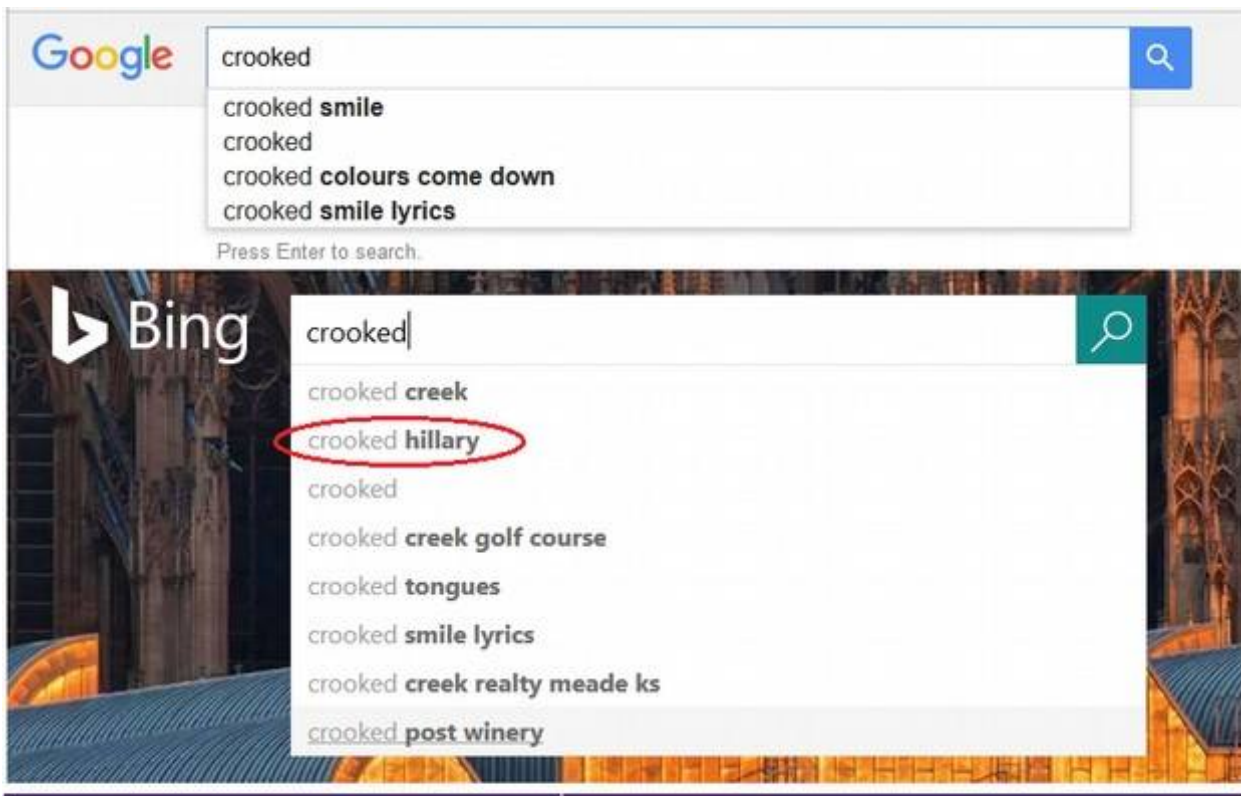 Google
crooked
crooked smile
crooked
crooked colours come down
crooked smile lyrics
Press Enter to search.
Bing
crooked
crooked creek
crooked hillary
crooked
crooked creek golf course
crooked tongues
crooked smile lyrics
crooked creek realty meade ks
crooked post winery